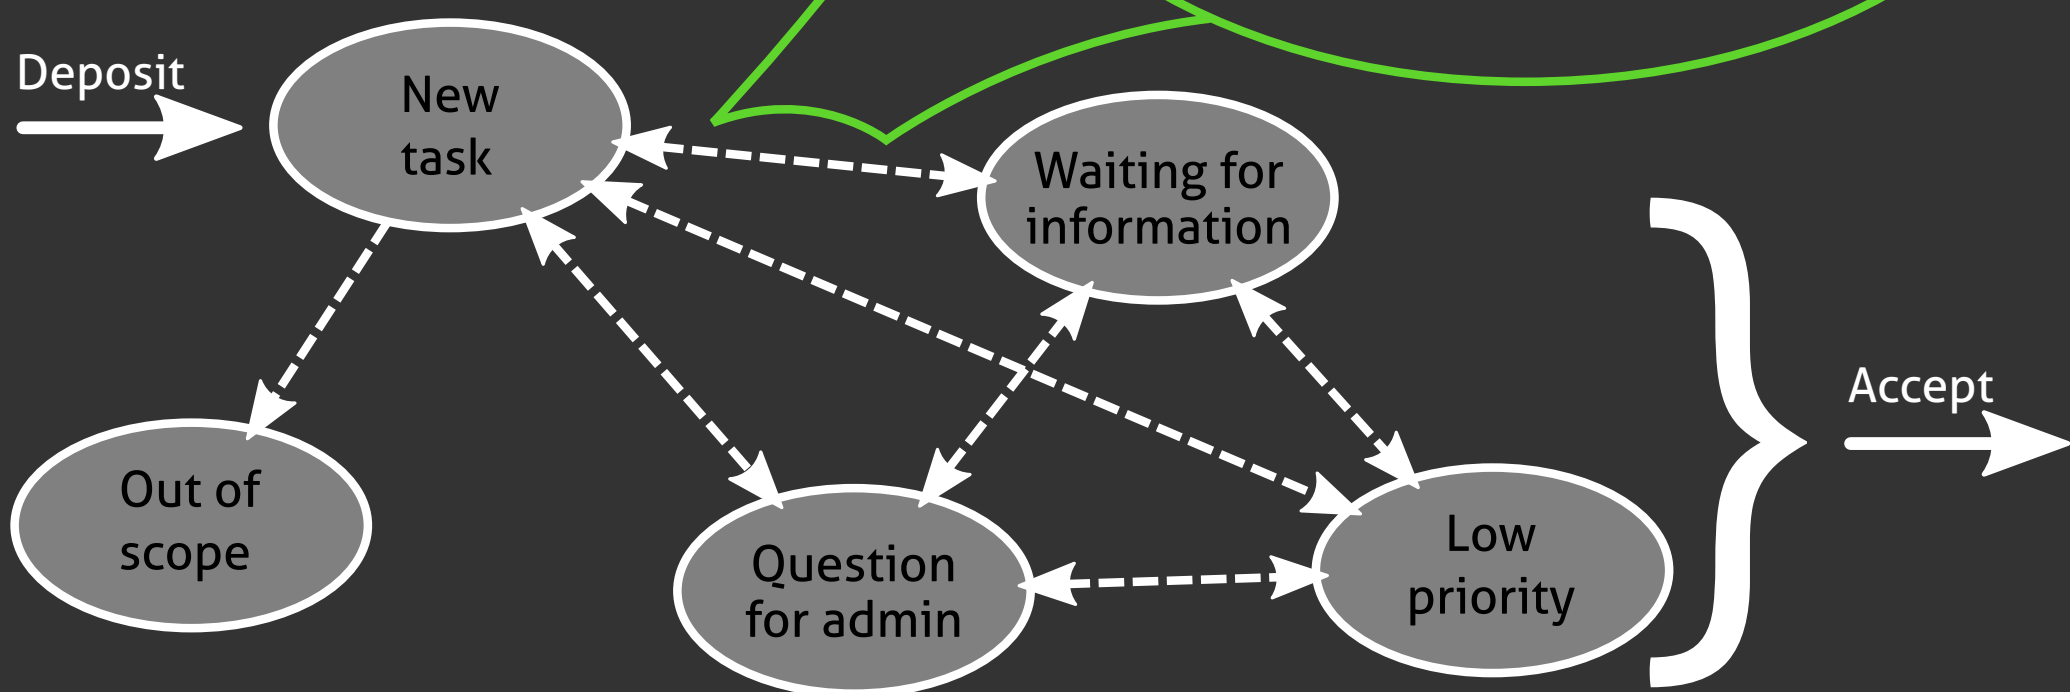 Deposit
New
task
Waiting for
information
Accept
Out of
scope
Question
for admin
Low
priority